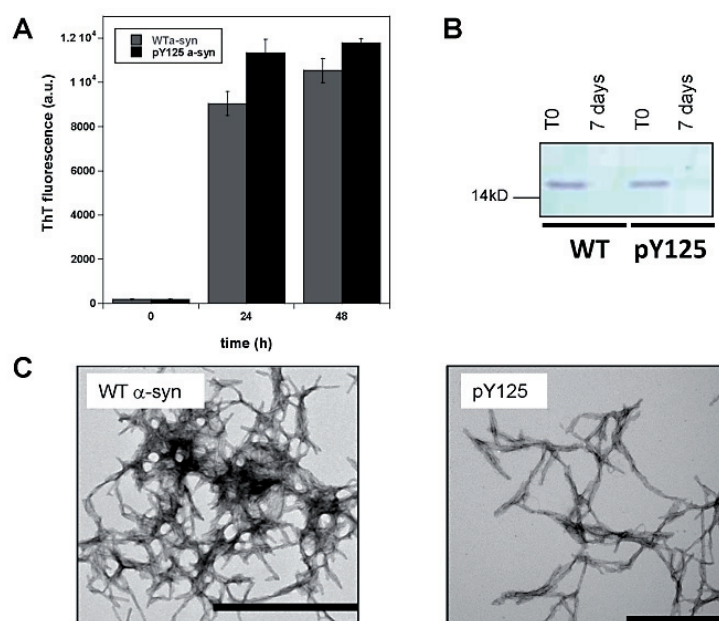 A
ThT fluorescence (a.u.)
1.2 10⁴
1 10⁴
8000
6000
4000
2000
0
WTa-syn
pY125 a-syn
0
24
48
time (h)
B
T0
7 days
T0
7 days
14kD
WT
pY125
C
WT α-syn
pY125